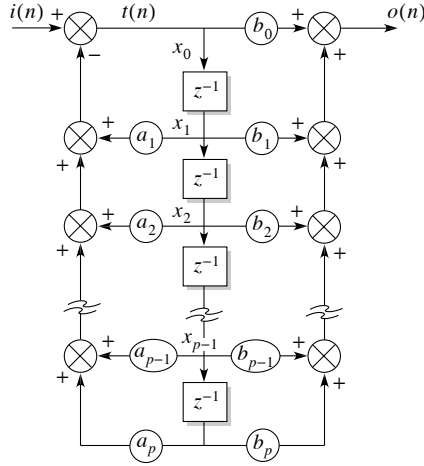 i(n) + t(n) b₀ + o(n)
− x₀ +
z⁻¹
+ a₁ x₁ b₁ +
+ +
z⁻¹
+ a₂ x₂ b₂ +
+ +
z⁻¹
+ aₚ₋₁ xₚ₋₁ bₚ₋₁ +
+ +
z⁻¹
aₚ bₚ